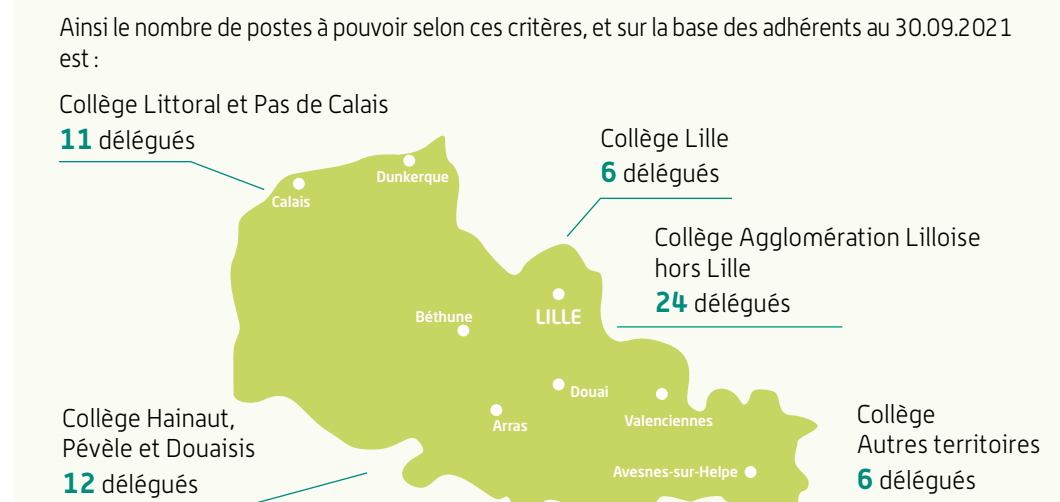 Ainsi le nombre de postes à pouvoir selon ces critères, et sur la base des adhérents au 30.09.2021
est :
Collège Littoral et Pas de Calais
11 délégués
Collège Lille
6 délégués
Dunkerque
Calais
Collège Agglomération Lilloise
hors Lille
24 délégués
Béthune
LILLE
Douai
Arras
Valenciennes
Avesnes-sur-Helpe
Collège Hainaut,
Pévèle et Douaisis
12 délégués
Collège
Autres territoires
6 délégués